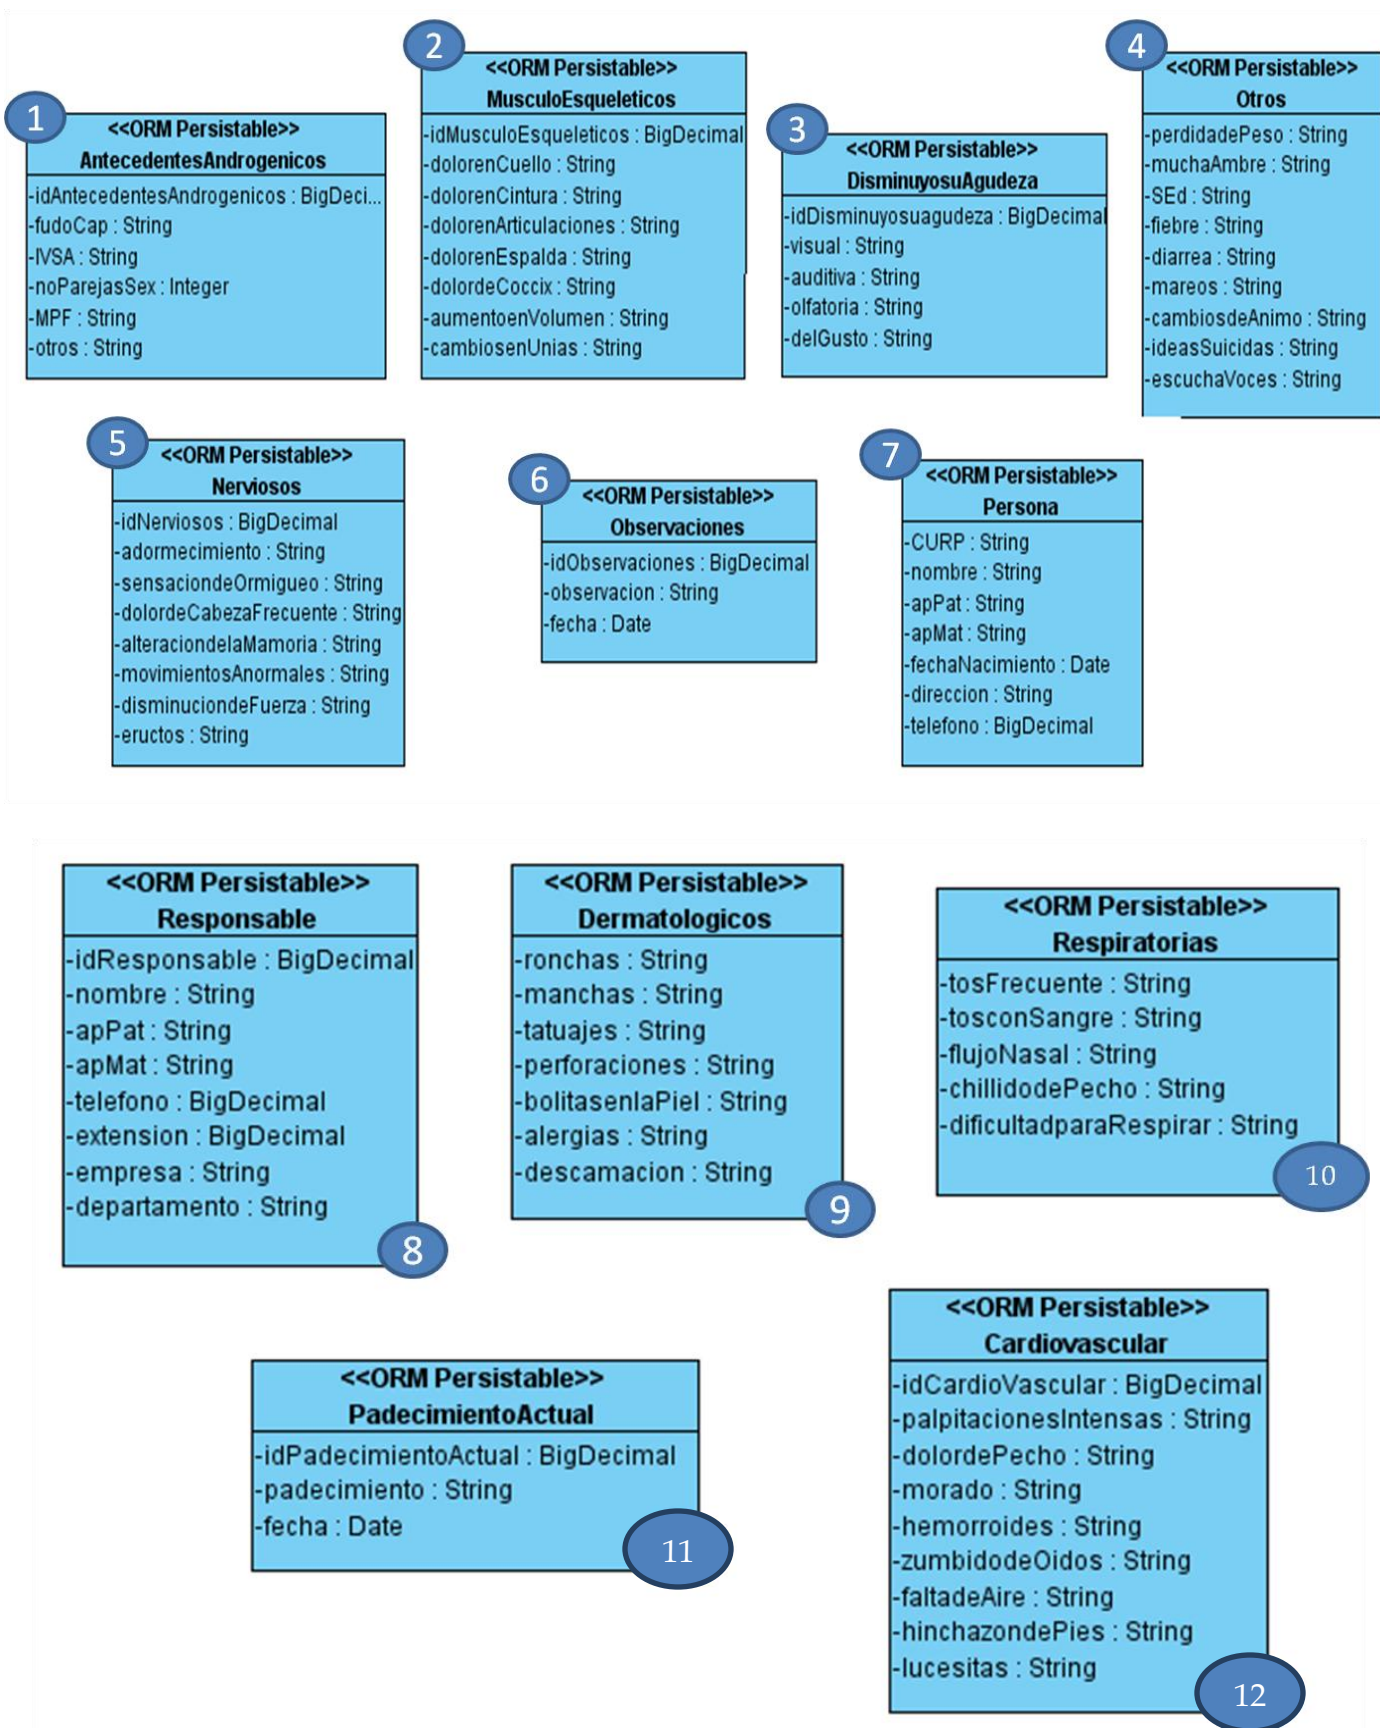 1
<<ORM Persistable>>
AntecedentesAndrogenicos
-idAntecedentesAndrogenicos : BigDeci...
-fudoCap : String
-IVSA : String
-noParejasSex : Integer
-MPF : String
-otros : String
2
<<ORM Persistable>>
MusculoEsqueleticos
-idMusculoEsqueleticos : BigDecimal
-dolorenCuello : String
-dolorenCintura : String
-dolorenArticulaciones : String
-dolorenEspalda : String
-dolordeCoccix : String
-aumentoenVolumen : String
-cambiosenUnias : String
3
<<ORM Persistable>>
DisminuyosuAgudeza
-idDisminuyosuagudeza : BigDecimal
-visual : String
-auditiva : String
-olfatoria : String
-delGusto : String
4
<<ORM Persistable>>
Otros
-perdidadePeso : String
-muchaAmbre : String
-SEd : String
-fiebre : String
-diarrea : String
-mareos : String
-cambiosdeAnimo : String
-ideasSuicidas : String
-escuchaVoces : String
5
<<ORM Persistable>>
Nerviosos
-idNerviosos : BigDecimal
-adormecimiento : String
-sensaciondeOrmigueo : String
-dolordeCabezaFrecuente : String
-alteraciondelaMamoria : String
-movimientosAnormales : String
-disminuciondeFuerza : String
-eructos : String
6
<<ORM Persistable>>
Observaciones
-idObservaciones : BigDecimal
-observacion : String
-fecha : Date
7
<<ORM Persistable>>
Persona
-CURP : String
-nombre : String
-apPat : String
-apMat : String
-fechaNacimiento : Date
-direccion : String
-telefono : BigDecimal
<<ORM Persistable>>
Responsable
-idResponsable : BigDecimal
-nombre : String
-apPat : String
-apMat : String
-telefono : BigDecimal
-extension : BigDecimal
-empresa : String
-departamento : String
8
<<ORM Persistable>>
Dermatologicos
-ronchas : String
-manchas : String
-tatuajes : String
-perforaciones : String
-bolitasenlaPiel : String
-alergias : String
-descamacion : String
9
<<ORM Persistable>>
Respiratorias
-tosFrecuente : String
-tosconSangre : String
-flujoNasal : String
-chillidodePecho : String
-dificultadparaRespirar : String
10
<<ORM Persistable>>
PadecimientoActual
-idPadecimientoActual : BigDecimal
-padecimiento : String
-fecha : Date
11
<<ORM Persistable>>
Cardiovascular
-idCardioVascular : BigDecimal
-palpitacionesIntensas : String
-dolordePecho : String
-morado : String
-hemorroides : String
-zumbidodeOidos : String
-faltadeAire : String
-hinchazondePies : String
-lucesitas : String
12